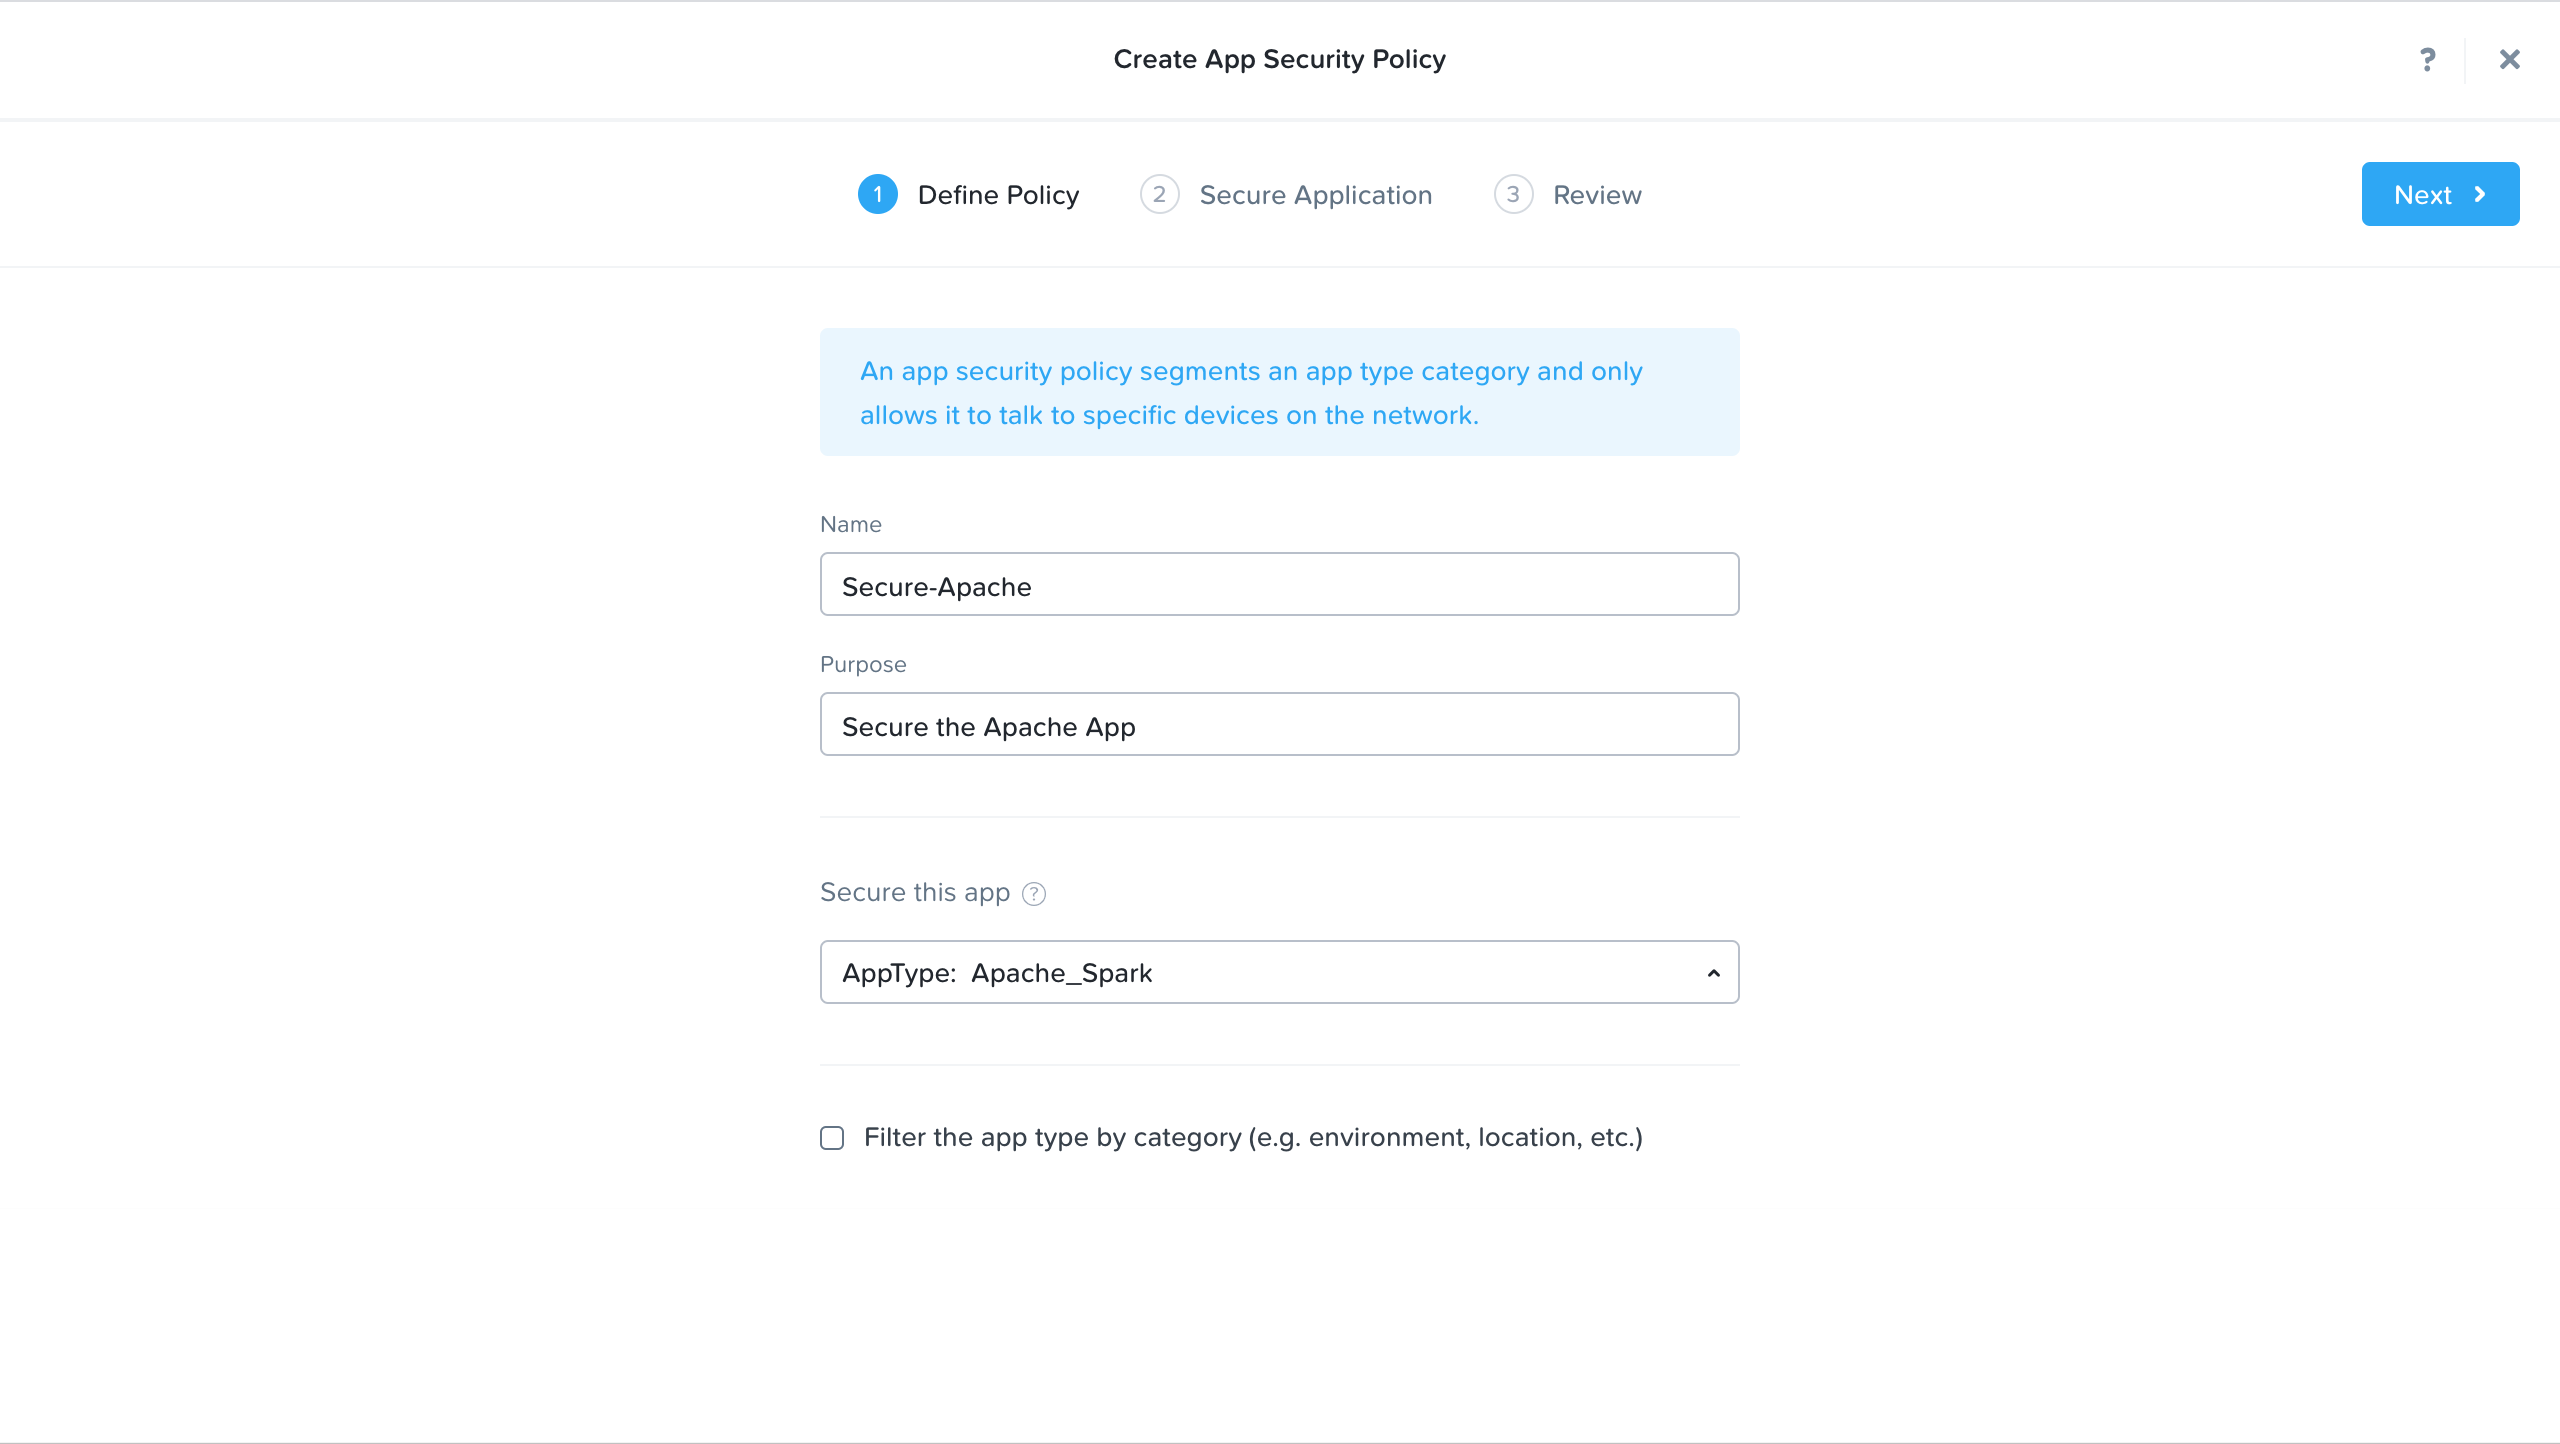 Create App Security Policy
?
1 Define Policy
2 Secure Application
3 Review
Next
An app security policy segments an app type category and only
allows it to talk to specific devices on the network.
Name
Secure-Apache
Purpose
Secure the Apache App
Secure this app ?
AppType: Apache_Spark
Filter the app type by category (e.g. environment, location, etc.)